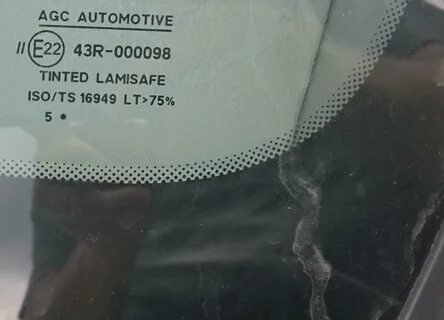 AGC AUTOMOTIVE
// E22 43R-000098
TINTED LAMISAFE
ISO/TS 16949 LT>75%
5 •